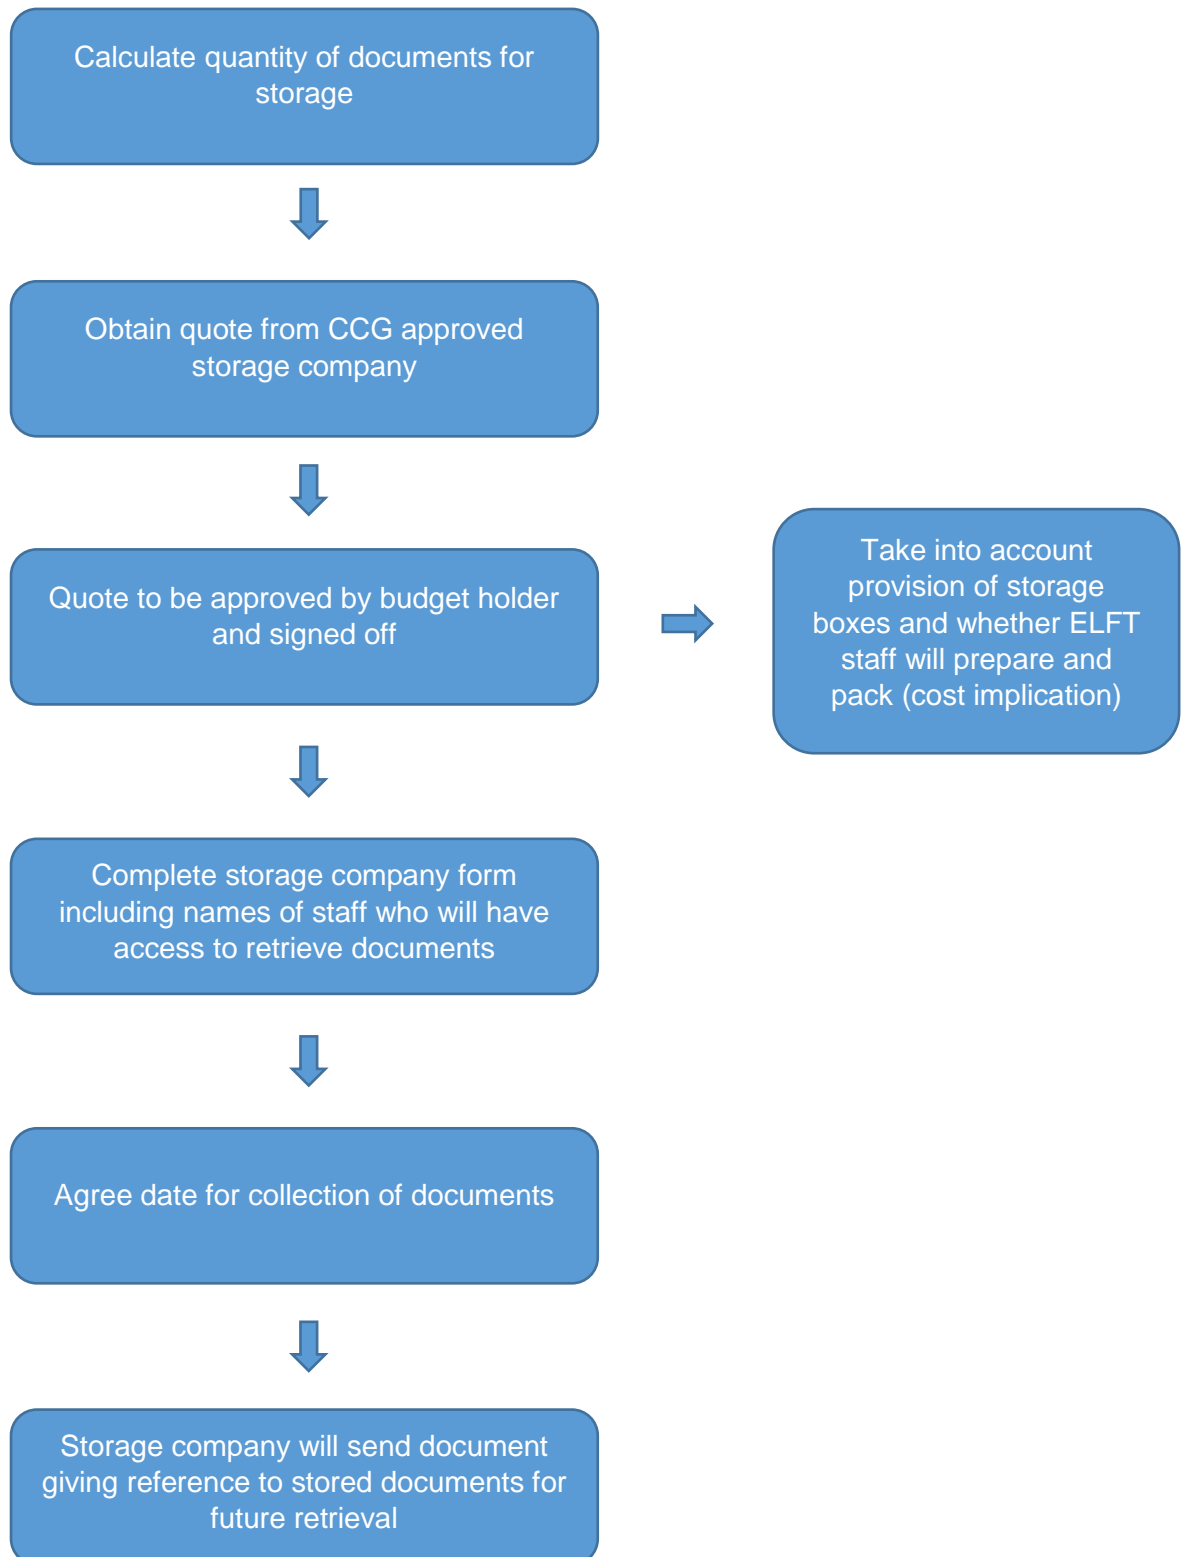 Calculate quantity of documents for
storage
Obtain quote from CCG approved
storage company
Quote to be approved by budget holder
and signed off
Take into account
provision of storage
boxes and whether ELFT
staff will prepare and
pack (cost implication)
Complete storage company form
including names of staff who will have
access to retrieve documents
Agree date for collection of documents
Storage company will send document
giving reference to stored documents for
future retrieval